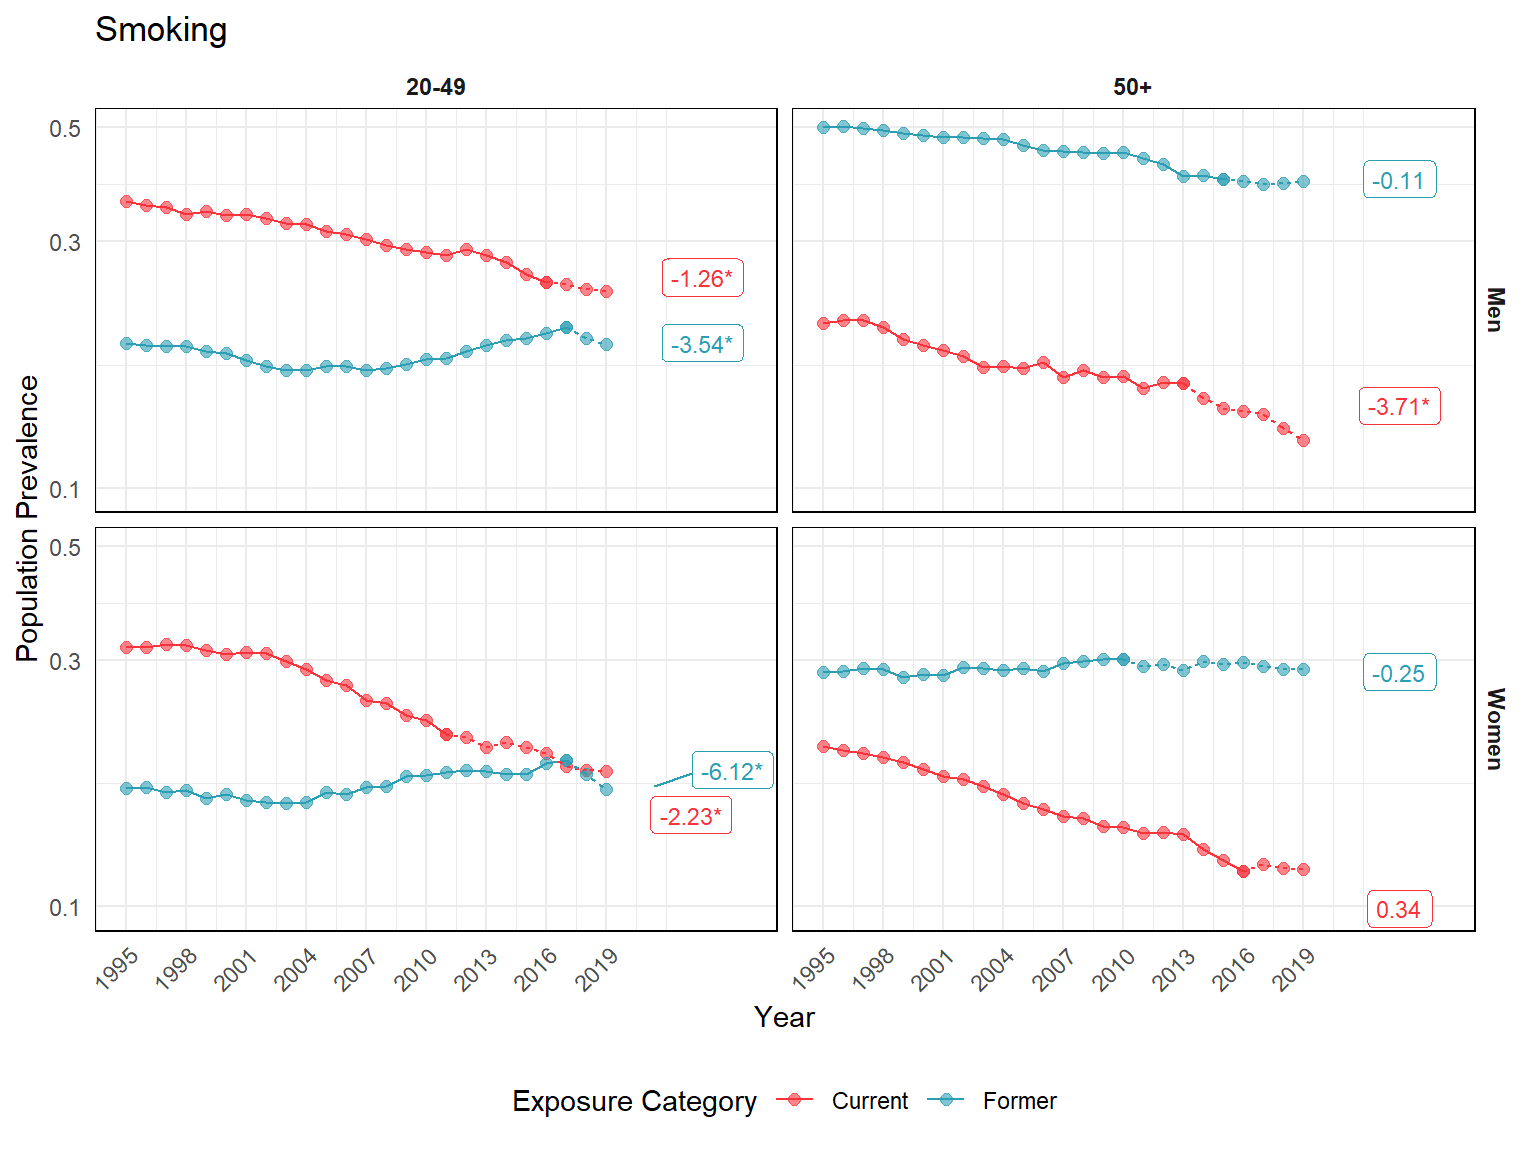 Smoking
20-49
50+
0.5
0.3
0.1
-1.26*
-3.54*
-0.11
-3.71*
Men
Population Prevalence
0.5
0.3
0.1
-6.12*
-2.23*
-0.25
0.34
Women
1995 1998 2001 2004 2007 2010 2013 2016 2019
1995 1998 2001 2004 2007 2010 2013 2016 2019
Year
Exposure Category Current Former